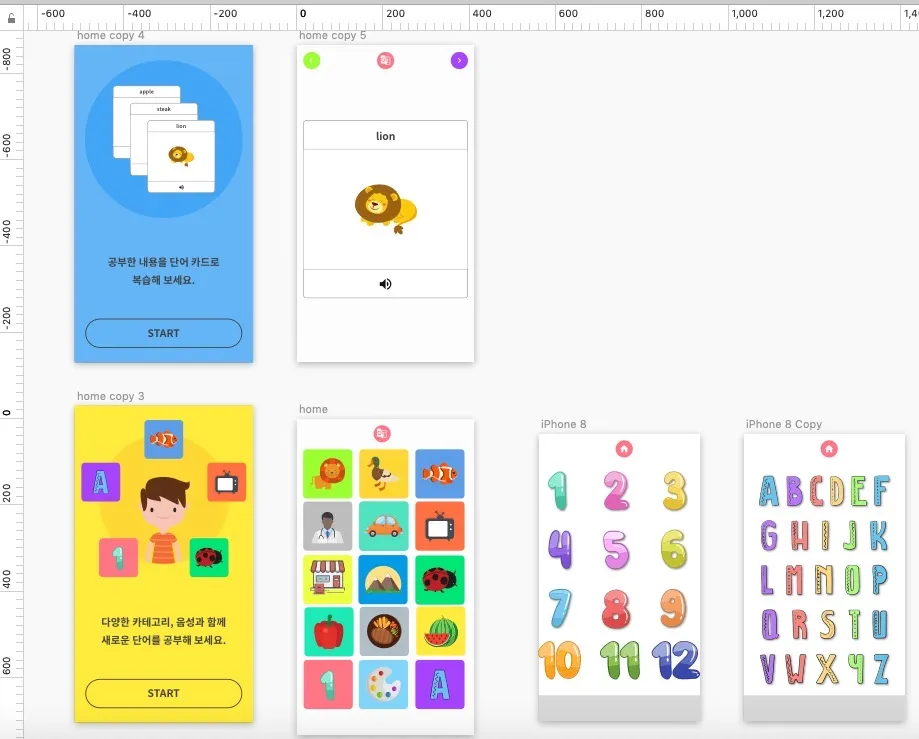 -600 -400 -200 0 200 400 600 800 1,000 1,200 1,4
-800
-600
-400
-200
0
200
400
600
home copy 4
apple
steak
lion
공부한 내용을 단어 카드로
복습해 보세요.
START
home copy 5
lion
home copy 3
A
1
다양한 카테고리, 음성과 함께
새로운 단어를 공부해 보세요.
START
home
1
A
iPhone 8
1 2 3
4 5 6
7 8 9
10 11 12
iPhone 8 Copy
A B C D E F
G H I J K
L M N O P
Q R S T U
V W X Y Z